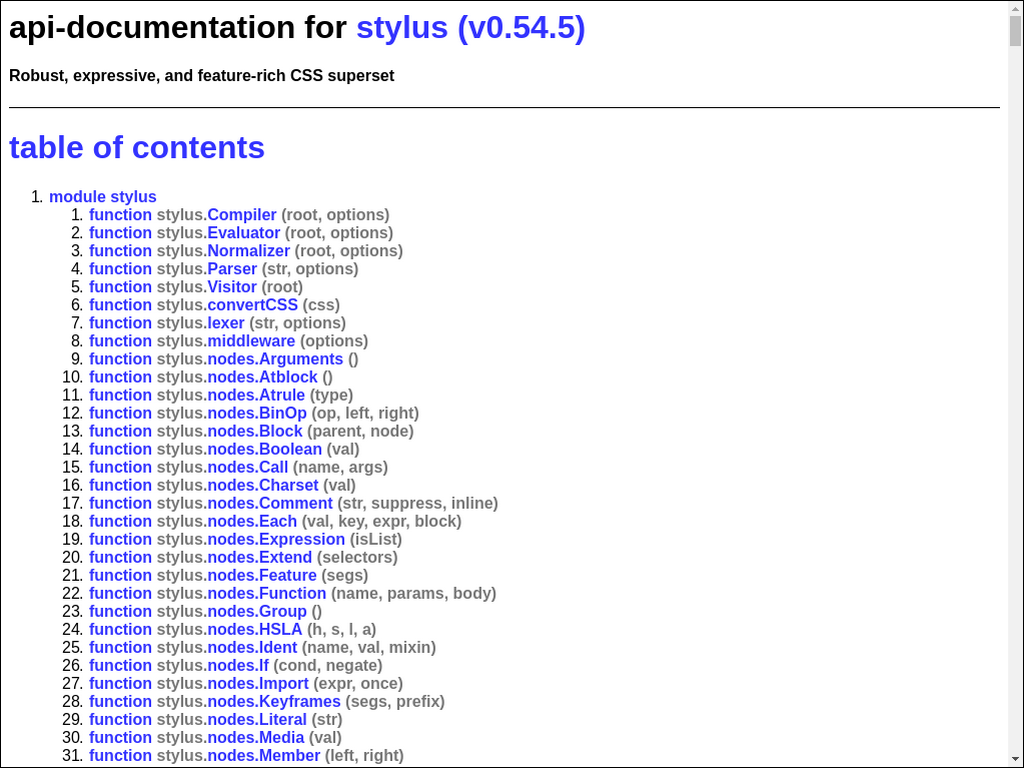 api-documentation for stylus (v0.54.5)
Robust, expressive, and feature-rich CSS superset
table of contents
1. module stylus
1. function stylus.Compiler (root, options)
2. function stylus.Evaluator (root, options)
3. function stylus.Normalizer (root, options)
4. function stylus.Parser (str, options)
5. function stylus.Visitor (root)
6. function stylus.convertCSS (css)
7. function stylus.lexer (str, options)
8. function stylus.middleware (options)
9. function stylus.nodes.Arguments ()
10. function stylus.nodes.Atblock ()
11. function stylus.nodes.Atrule (type)
12. function stylus.nodes.BinOp (op, left, right)
13. function stylus.nodes.Block (parent, node)
14. function stylus.nodes.Boolean (val)
15. function stylus.nodes.Call (name, args)
16. function stylus.nodes.Charset (val)
17. function stylus.nodes.Comment (str, suppress, inline)
18. function stylus.nodes.Each (val, key, expr, block)
19. function stylus.nodes.Expression (isList)
20. function stylus.nodes.Extend (selectors)
21. function stylus.nodes.Feature (segs)
22. function stylus.nodes.Function (name, params, body)
23. function stylus.nodes.Group ()
24. function stylus.nodes.HSLA (h, s, l, a)
25. function stylus.nodes.Ident (name, val, mixin)
26. function stylus.nodes.If (cond, negate)
27. function stylus.nodes.Import (expr, once)
28. function stylus.nodes.Keyframes (segs, prefix)
29. function stylus.nodes.Literal (str)
30. function stylus.nodes.Media (val)
31. function stylus.nodes.Member (left, right)